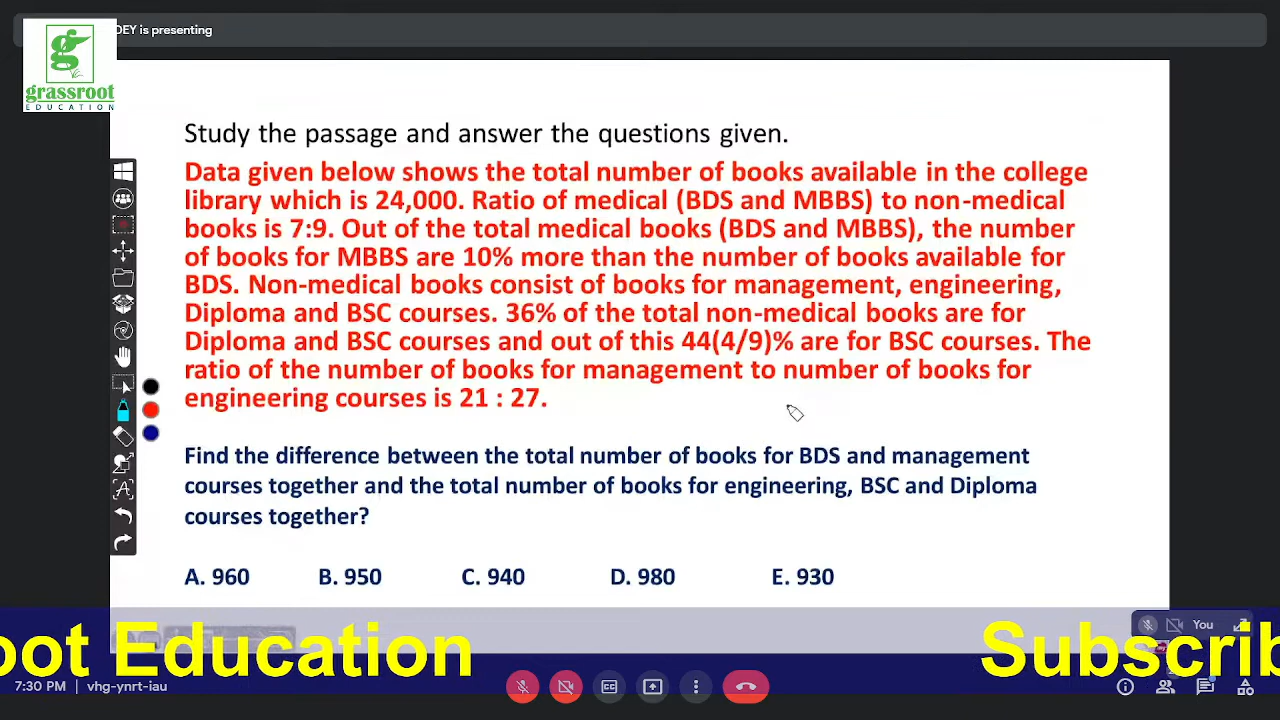 DEY is presenting
g
grassroot
EDUCATION
Study the passage and answer the questions given.
Data given below shows the total number of books available in the college
library which is 24,000. Ratio of medical (BDS and MBBS) to non-medical
books is 7:9. Out of the total medical books (BDS and MBBS), the number
of books for MBBS are 10% more than the number of books available for
BDS. Non-medical books consist of books for management, engineering,
Diploma and BSC courses. 36% of the total non-medical books are for
Diploma and BSC courses and out of this 44(4/9)% are for BSC courses. The
ratio of the number of books for management to number of books for
engineering courses is 21 : 27.
Find the difference between the total number of books for BDS and management
courses together and the total number of books for engineering, BSC and Diploma
courses together?
A. 960 B. 950 C. 940 D. 980 E. 930
You
oot Education Subscrib
7:30 PM | vhg-ynrt-iau